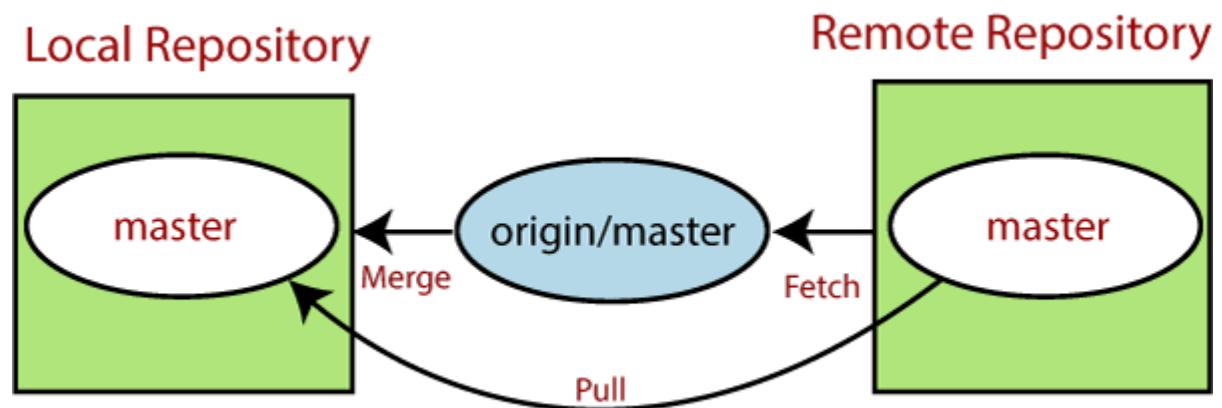 Local Repository
Remote Repository
master
origin/master
master
Merge
Fetch
Pull